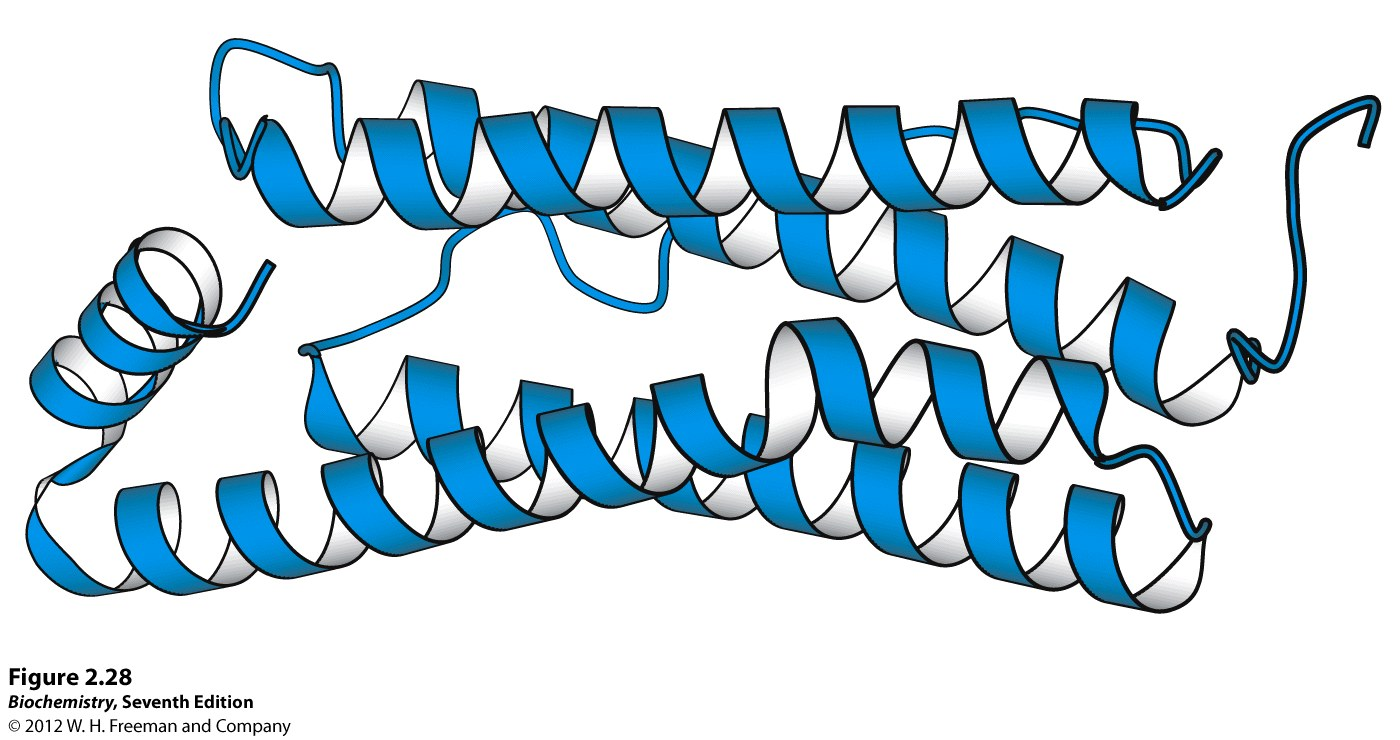 Figure 2.28
Biochemistry, Seventh Edition
© 2012 W. H. Freeman and Company